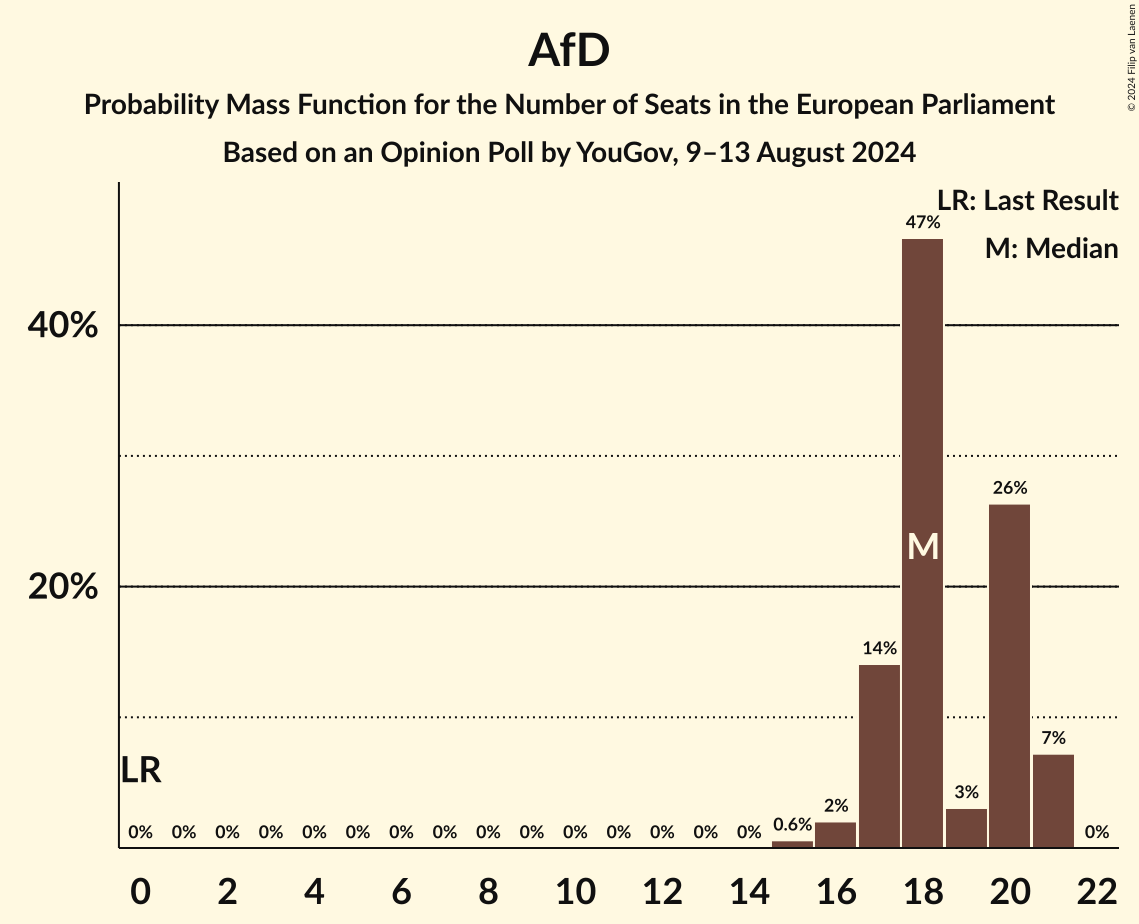 AfD
Probability Mass Function for the Number of Seats in the European Parliament
Based on an Opinion Poll by YouGov, 9–13 August 2024
© 2024 Filip van Laenen
LR: Last Result
M: Median
47%
40%
26%
M
20%
14%
7%
LR
3%
2%
0.6%
0% 0% 0% 0% 0% 0% 0% 0% 0% 0% 0% 0% 0% 0% 0% 0%
0 2 4 6 8 10 12 14 16 18 20 22